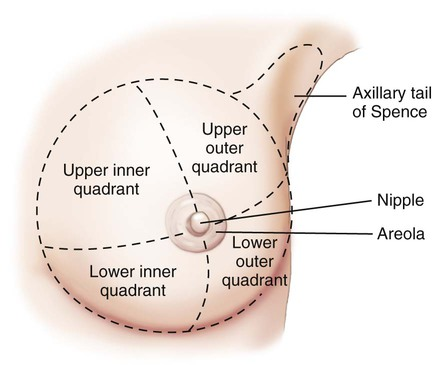 Axillary tail
of Spence
Upper
outer
quadrant
Upper inner
quadrant
Nipple
Areola
Lower
outer
quadrant
Lower inner
quadrant